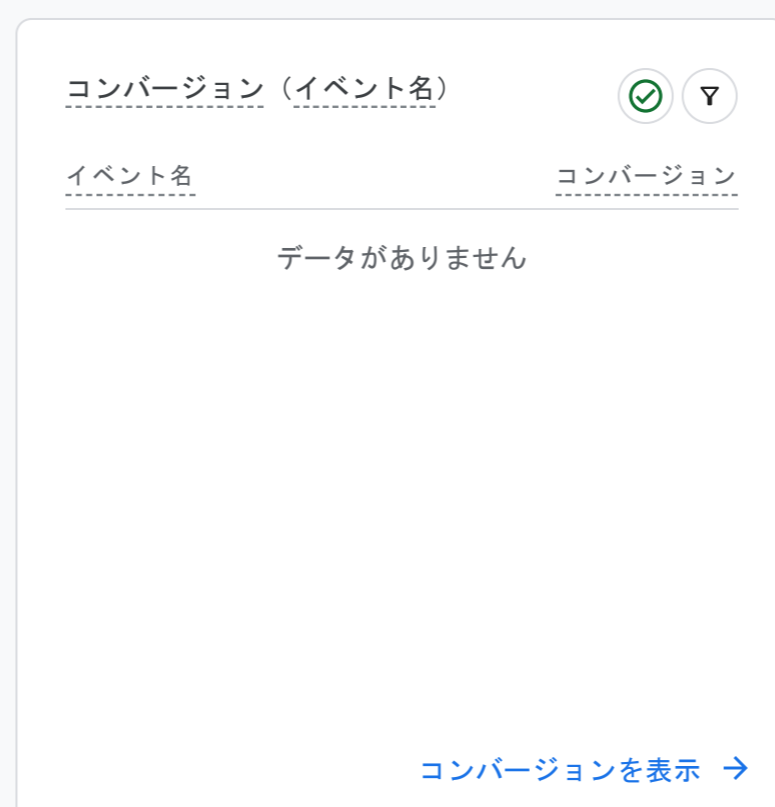 コンバージョン（イベント名）
イベント名 コンバージョン
データがありません
コンバージョンを表示 →